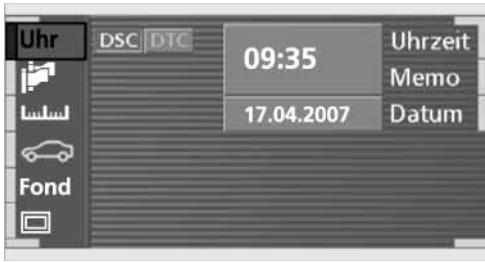 Uhr
DSC DTC
09:35
Uhrzeit
Memo
17.04.2007
Datum
Fond